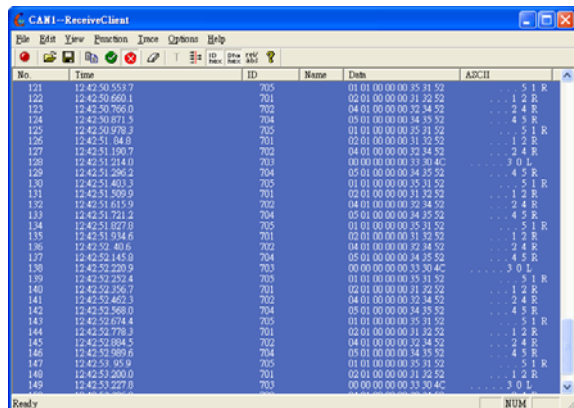 CAN1--ReceiveClient
File Edit View Function Trace Options Help
ID hex Dta hex rel/ abd
No. Time ID Name Data AZCII
121 12:42:50.553.7 705 01 01 00 00 00 35 31 52 . . . 5 1 R
122 12:42:50.660.1 701 02 01 00 00 00 31 32 52 . . . 1 2 R
123 12:42:50.766.0 702 04 01 00 00 00 32 34 52 . . . 2 4 R
124 12:42:50.871.5 704 05 01 00 00 00 34 35 52 . . . 4 5 R
125 12:42:50.978.3 705 01 01 00 00 00 35 31 52 . . . 5 1 R
126 12:42:51. 84.8 701 02 01 00 00 00 31 32 52 . . . 1 2 R
127 12:42:51.190.7 702 04 01 00 00 00 32 34 52 . . . 2 4 R
128 12:42:51.214.0 703 00 00 00 00 00 33 30 4C . . . . . 3 0 L
129 12:42:51.296.2 704 05 01 00 00 00 34 35 52 . . . 4 5 R
130 12:42:51.403.3 705 01 01 00 00 00 35 31 52 . . . 5 1 R
131 12:42:51.509.9 701 02 01 00 00 00 31 32 52 . . . 1 2 R
132 12:42:51.615.9 702 04 01 00 00 00 32 34 52 . . . 2 4 R
133 12:42:51.721.2 704 05 01 00 00 00 34 35 52 . . . 4 5 R
134 12:42:51.827.8 705 01 01 00 00 00 35 31 52 . . . 5 1 R
135 12:42:51.934.6 701 02 01 00 00 00 31 32 52 . . . 1 2 R
136 12:42:52. 40.6 702 04 01 00 00 00 32 34 52 . . . 2 4 R
137 12:42:52.145.8 704 05 01 00 00 00 34 35 52 . . . 4 5 R
138 12:42:52.220.9 703 00 00 00 00 00 33 30 4C . . . . . 3 0 L
139 12:42:52.252.4 705 01 01 00 00 00 35 31 52 . . . 5 1 R
140 12:42:52.356.7 701 02 01 00 00 00 31 32 52 . . . 1 2 R
141 12:42:52.462.3 702 04 01 00 00 00 32 34 52 . . . 2 4 R
142 12:42:52.568.0 704 05 01 00 00 00 34 35 52 . . . 4 5 R
143 12:42:52.674.4 705 01 01 00 00 00 35 31 52 . . . 5 1 R
144 12:42:52.778.3 701 02 01 00 00 00 31 32 52 . . . 1 2 R
145 12:42:52.884.5 702 04 01 00 00 00 32 34 52 . . . 2 4 R
146 12:42:52.989.6 704 05 01 00 00 00 34 35 52 . . . 4 5 R
147 12:42:53. 95.9 705 01 01 00 00 00 35 31 52 . . . 5 1 R
148 12:42:53.200.0 701 02 01 00 00 00 31 32 52 . . . 1 2 R
149 12:42:53.227.8 703 00 00 00 00 00 33 30 4C . . . . . 3 0 L
Ready NUM